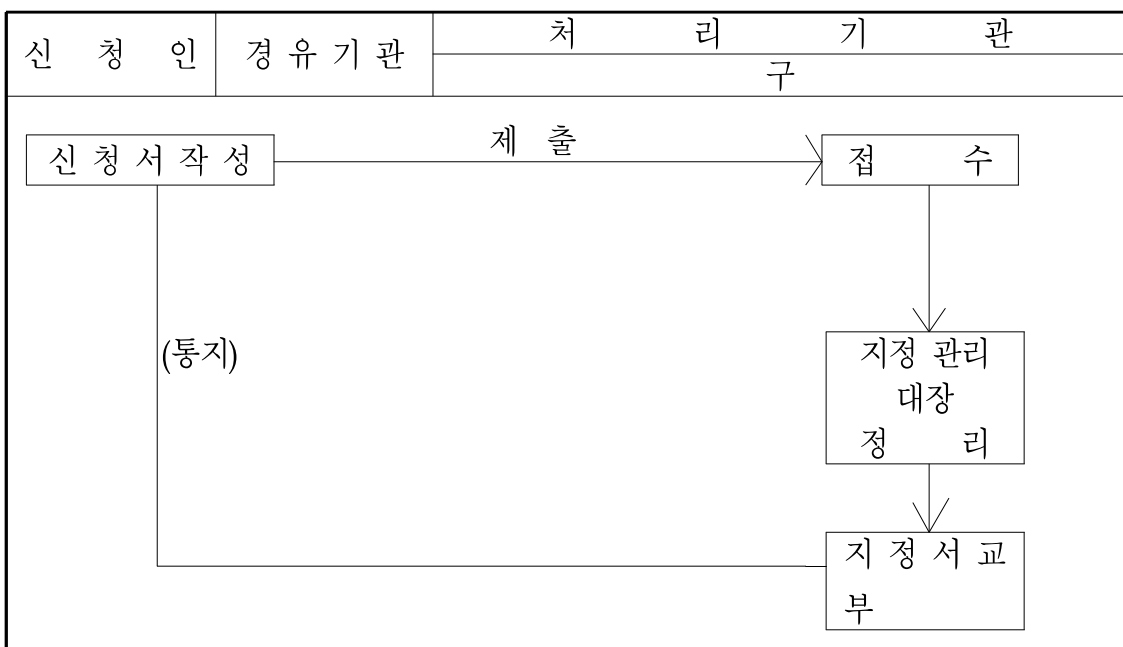 신 청 인 경 유 기 관 처 리 기 관
구
신 청 서 작 성 제 출 접 수
(통지)
지정 관리
대장
정 리
지 정 서 교
부